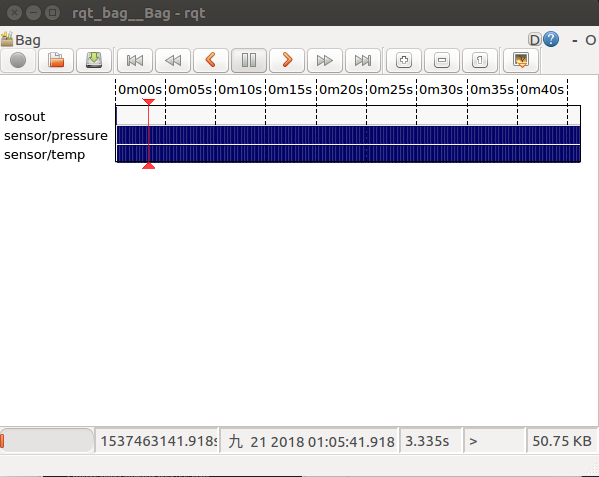 rqt_bag__Bag - rqt
Bag D ? - O
0m00s 0m05s 0m10s 0m15s 0m20s 0m25s 0m30s 0m35s 0m40s
rosout
sensor/pressure
sensor/temp
1537463141.918s 九 21 2018 01:05:41.918 3.335s > 50.75 KB